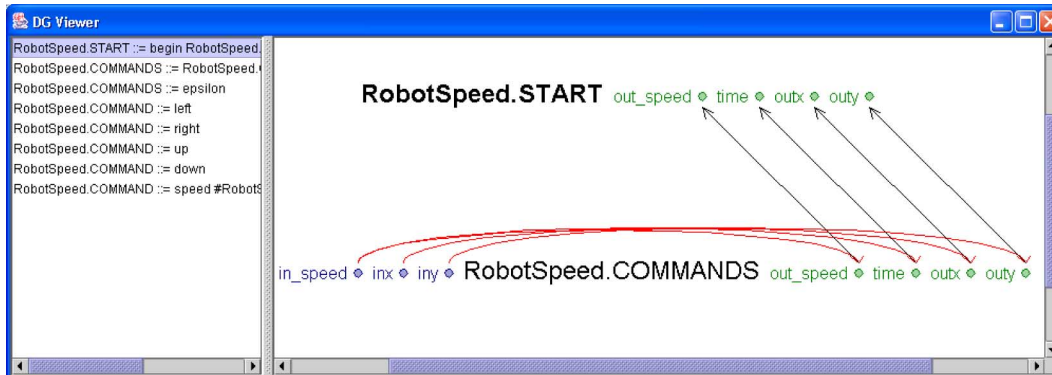 DG Viewer
RobotSpeed.START ::= begin RobotSpeed.
RobotSpeed.COMMANDS ::= RobotSpeed.
RobotSpeed.COMMANDS ::= epsilon
RobotSpeed.COMMAND ::= left
RobotSpeed.COMMAND ::= right
RobotSpeed.COMMAND ::= up
RobotSpeed.COMMAND ::= down
RobotSpeed.COMMAND ::= speed #RobotS
RobotSpeed.START out_speed time outx outy
in_speed inx iny RobotSpeed.COMMANDS out_speed time outx outy